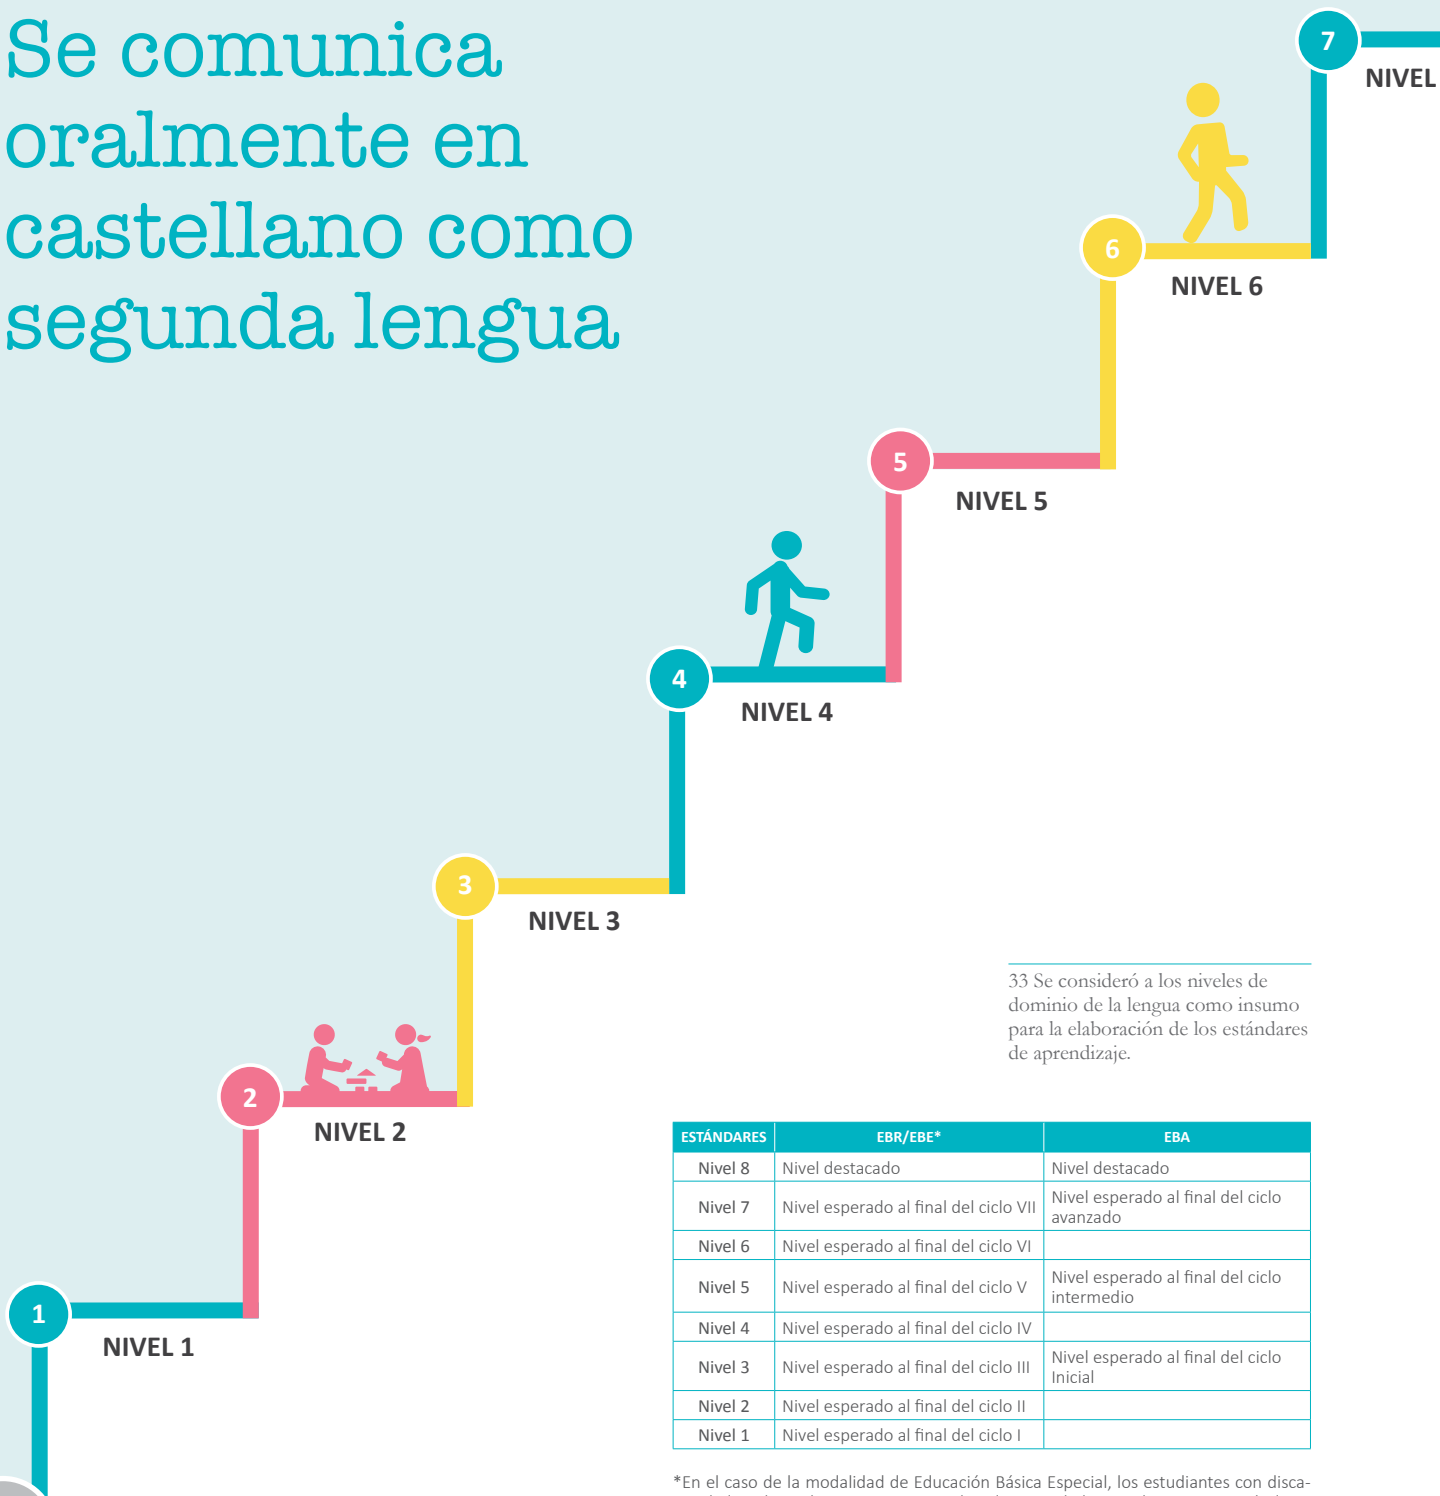 Se comunica
oralmente en
castellano como
segunda lengua
7
NIVEL
6
NIVEL 6
5
NIVEL 5
4
NIVEL 4
3
NIVEL 3
2
NIVEL 2
1
NIVEL 1
33 Se consideró a los niveles de
dominio de la lengua como insumo
para la elaboración de los estándares
de aprendizaje.
ESTÁNDARES EBR/EBE* EBA
Nivel 8 Nivel destacado Nivel destacado
Nivel 7 Nivel esperado al final del ciclo VII Nivel esperado al final del ciclo
avanzado
Nivel 6 Nivel esperado al final del ciclo VI
Nivel 5 Nivel esperado al final del ciclo V Nivel esperado al final del ciclo
intermedio
Nivel 4 Nivel esperado al final del ciclo IV
Nivel 3 Nivel esperado al final del ciclo III Nivel esperado al final del ciclo
Inicial
Nivel 2 Nivel esperado al final del ciclo II
Nivel 1 Nivel esperado al final del ciclo I
*En el caso de la modalidad de Educación Básica Especial, los estudiantes con disca-